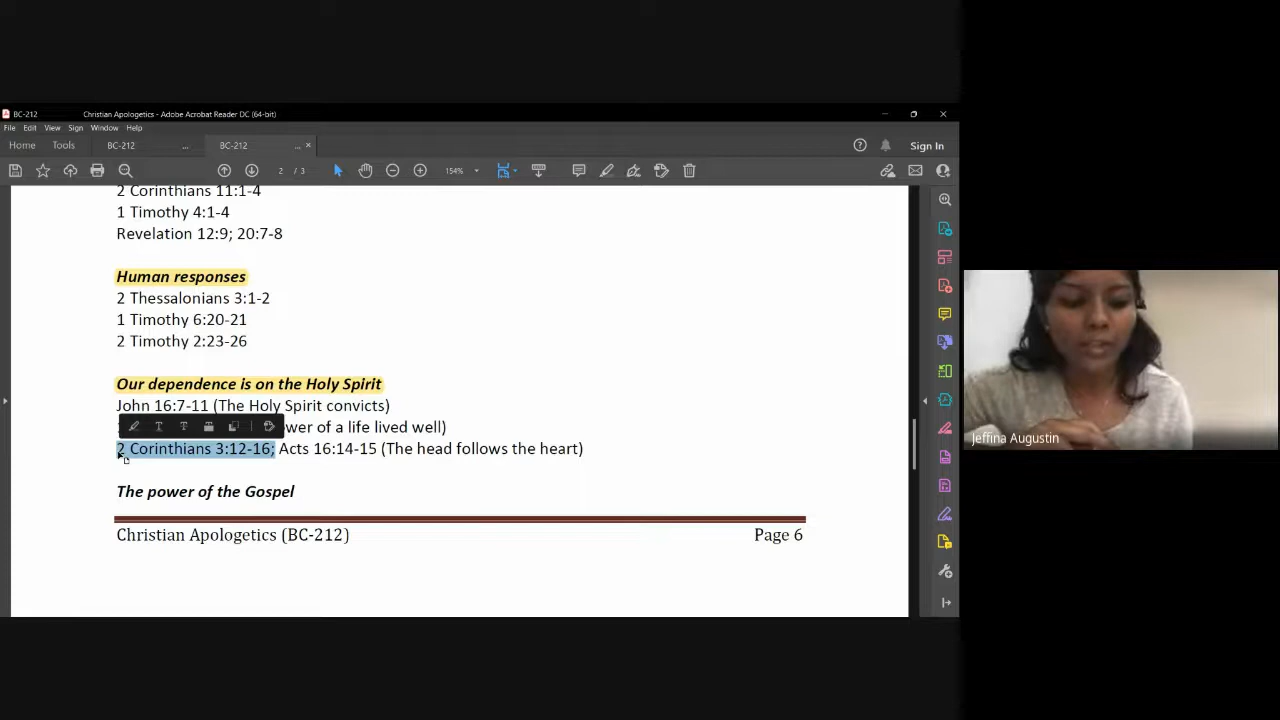 BC-212 Christian Apologetics - Adobe Acrobat Reader DC (64-bit)
File Edit View Sign Window Help
Home Tools BC-212 ... BC-212 ... × Sign In
2 / 3 154%
2 Corinthians 11:1-4
1 Timothy 4:1-4
Revelation 12:9; 20:7-8
Human responses
2 Thessalonians 3:1-2
1 Timothy 6:20-21
2 Timothy 2:23-26
Our dependence is on the Holy Spirit
John 16:7-11 (The Holy Spirit convicts)
of a life lived well)
2 Corinthians 3:12-16; Acts 16:14-15 (The head follows the heart)
The power of the Gospel
Christian Apologetics (BC-212) Page 6
Jeffina Augustin